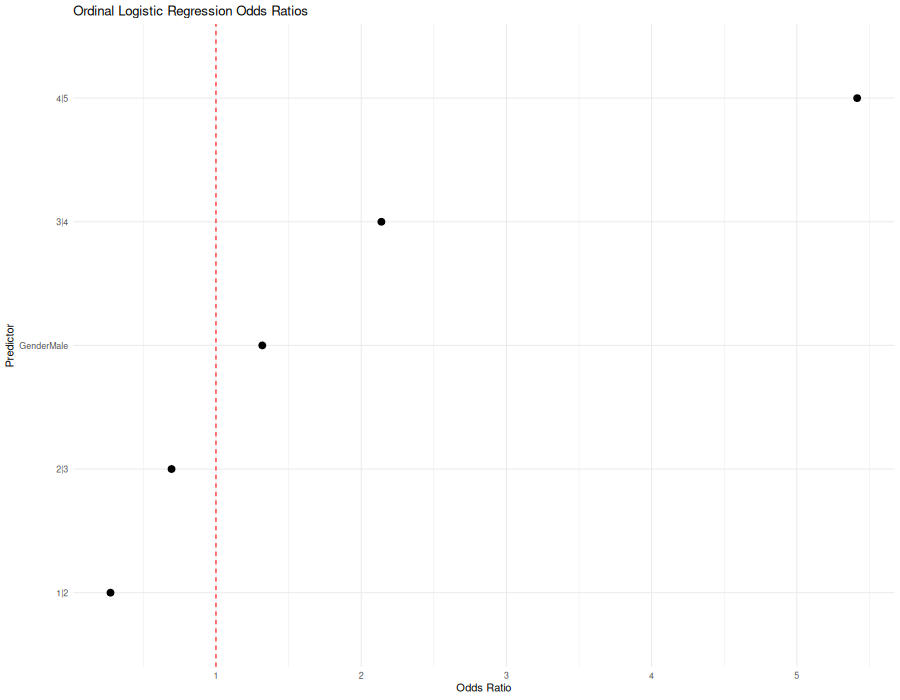 Ordinal Logistic Regression Odds Ratios
4|5
3|4
Predictor
GenderMale
2|3
1|2
1 2 3 4 5
Odds Ratio